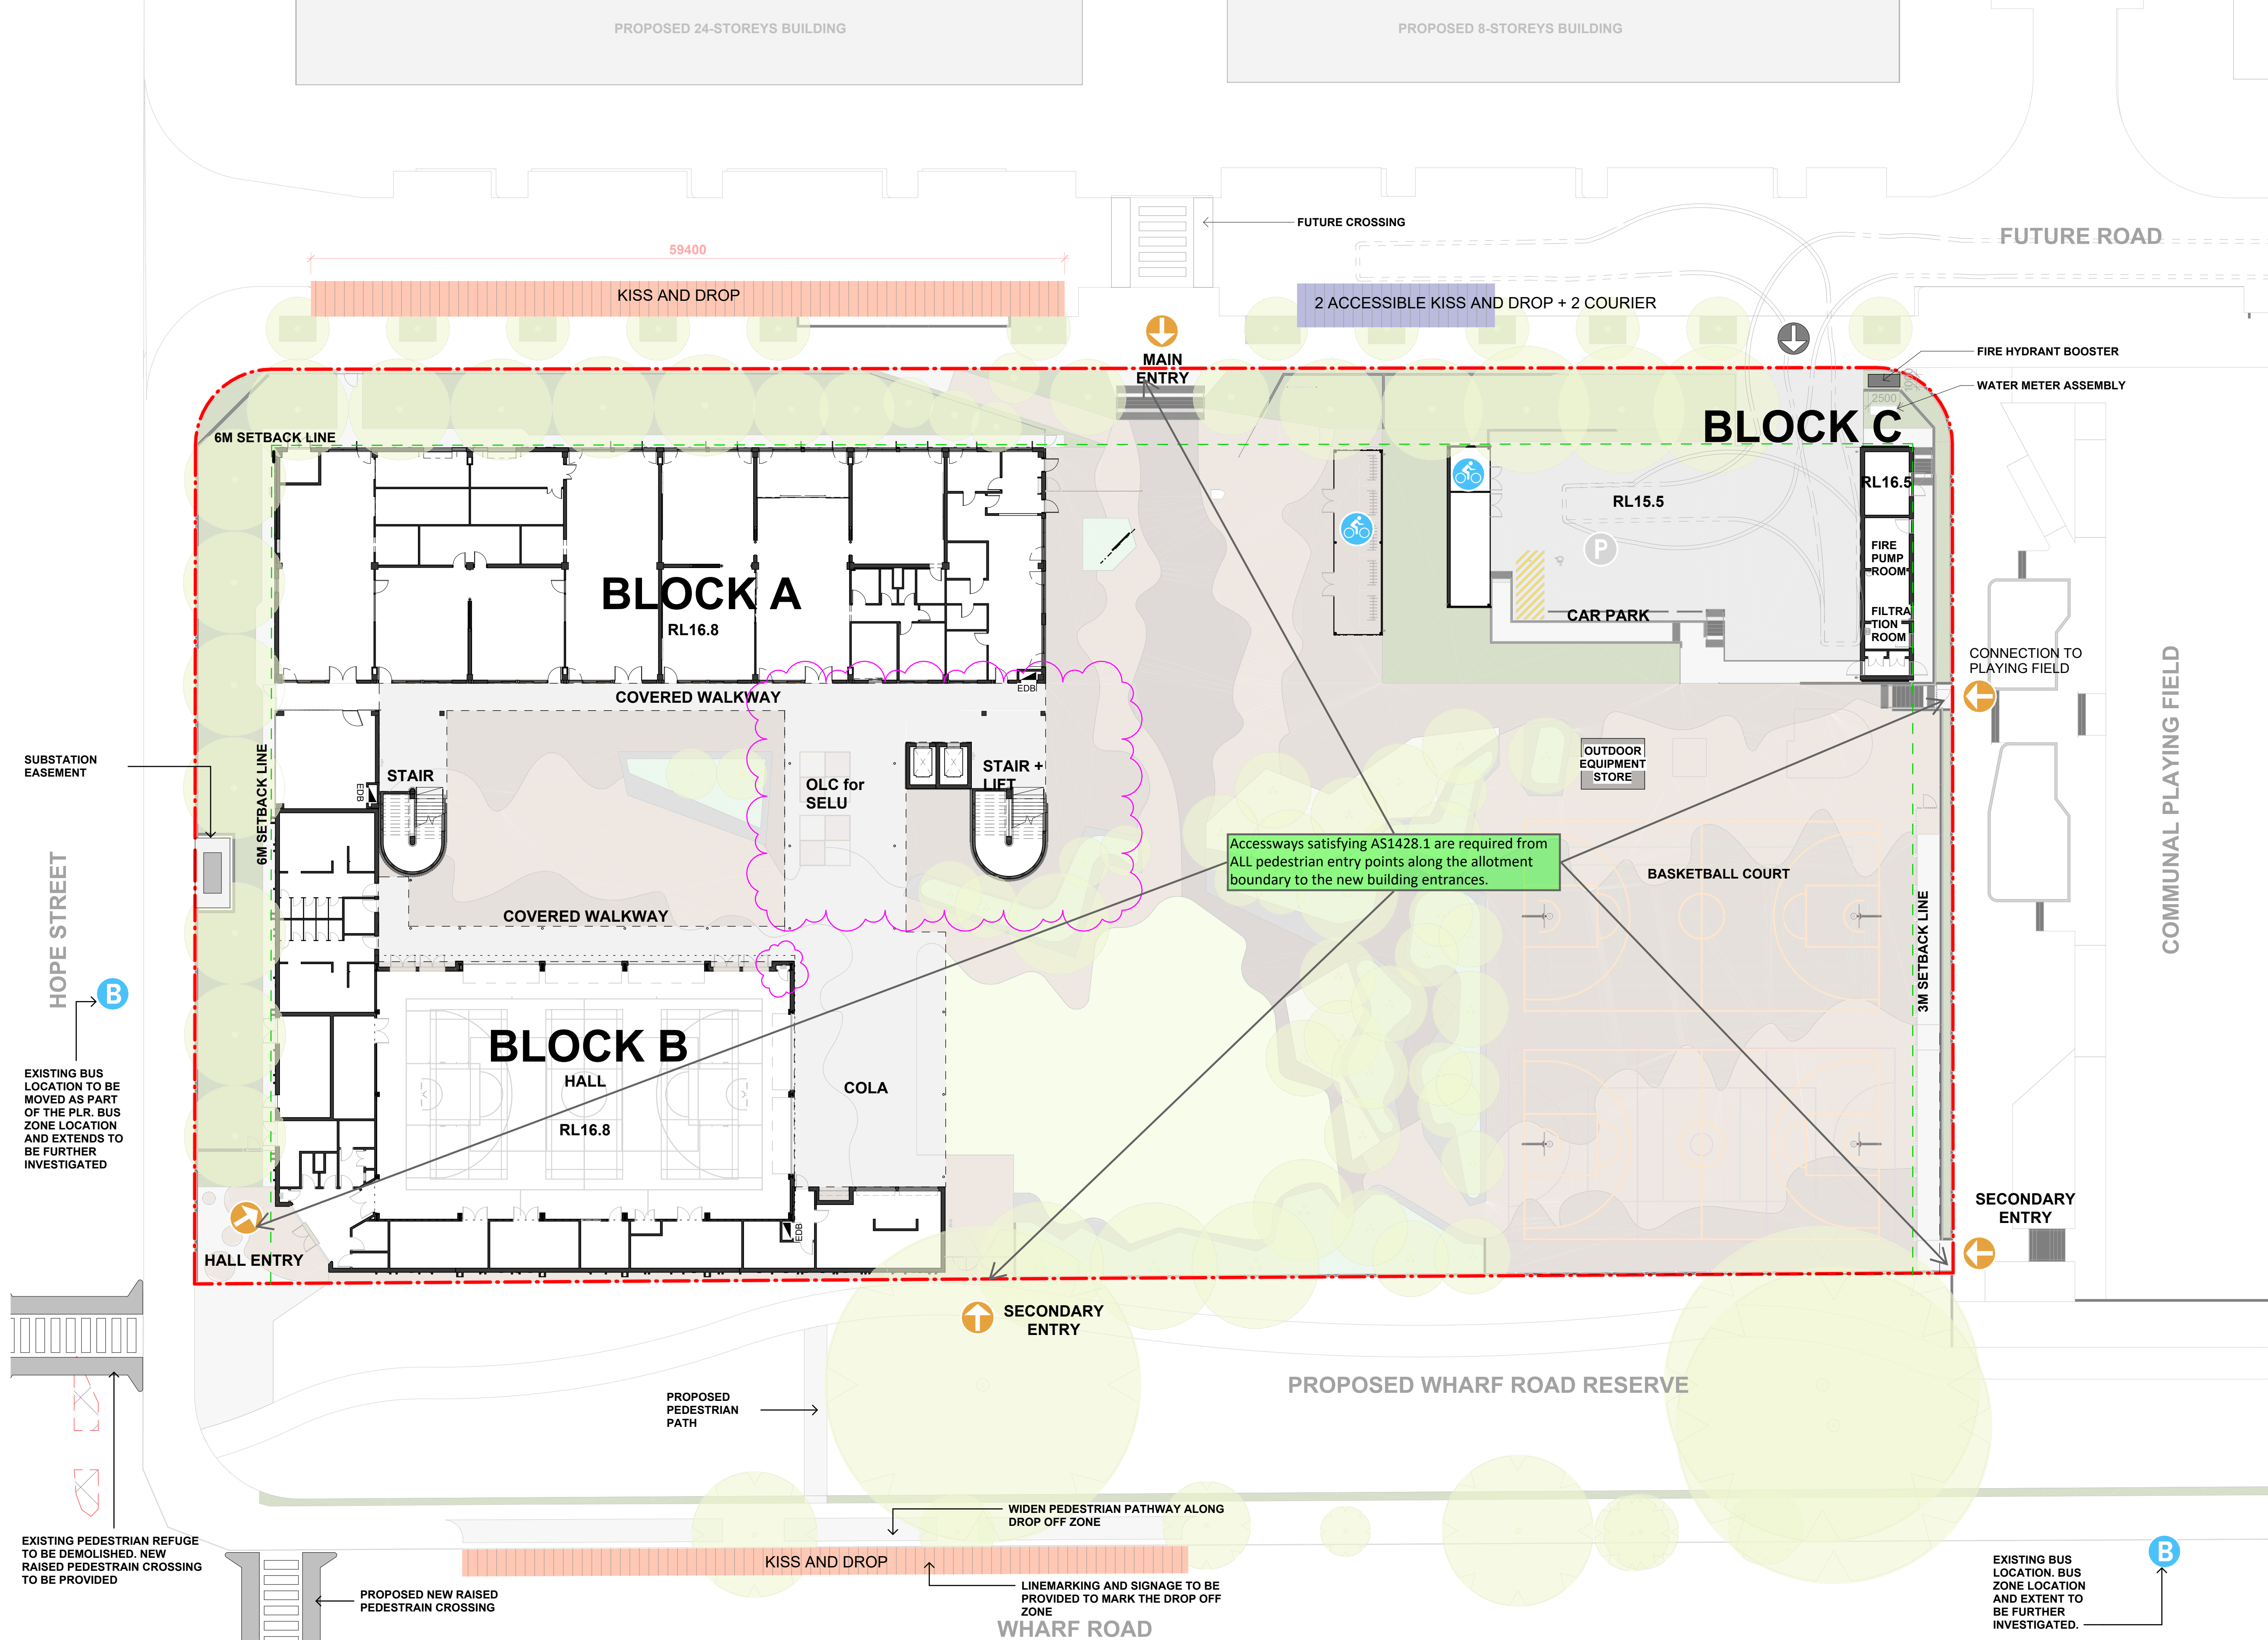 PROPOSED 24-STOREYS BUILDING
PROPOSED 8-STOREYS BUILDING
FUTURE CROSSING
FUTURE ROAD
59400
KISS AND DROP
2 ACCESSIBLE KISS AND DROP + 2 COURIER
MAIN
ENTRY
FIRE HYDRANT BOOSTER
WATER METER ASSEMBLY
1000
2500
BLOCK C
6M SETBACK LINE
RL16.5
RL15.5
P
FIRE
PUMP
ROOM
BLOCK A
RL16.8
CAR PARK
FILTRA
TION
ROOM
CONNECTION TO
PLAYING FIELD
COMMUNAL PLAYING FIELD
EDB
COVERED WALKWAY
SUBSTATION
EASEMENT
6M SETBACK LINE
STAIR
EDB
OLC for
SELU
STAIR +
LIFT
OUTDOOR
EQUIPMENT
STORE
Accessways satisfying AS1428.1 are required from
ALL pedestrian entry points along the allotment
boundary to the new building entrances.
BASKETBALL COURT
3M SETBACK LINE
HOPE STREET
B
COVERED WALKWAY
EXISTING BUS
LOCATION TO BE
MOVED AS PART
OF THE PLR. BUS
ZONE LOCATION
AND EXTENDS TO
BE FURTHER
INVESTIGATED
BLOCK B
HALL
RL16.8
COLA
EDB
HALL ENTRY
SECONDARY
ENTRY
SECONDARY
ENTRY
PROPOSED
PEDESTRIAN
PATH
PROPOSED WHARF ROAD RESERVE
WIDEN PEDESTRIAN PATHWAY ALONG
DROP OFF ZONE
EXISTING PEDESTRIAN REFUGE
TO BE DEMOLISHED. NEW
RAISED PEDESTRAIN CROSSING
TO BE PROVIDED
KISS AND DROP
PROPOSED NEW RAISED
PEDESTRAIN CROSSING
LINEMARKING AND SIGNAGE TO BE
PROVIDED TO MARK THE DROP OFF
ZONE
WHARF ROAD
EXISTING BUS
LOCATION. BUS
ZONE LOCATION
AND EXTENT TO
BE FURTHER
INVESTIGATED.
B